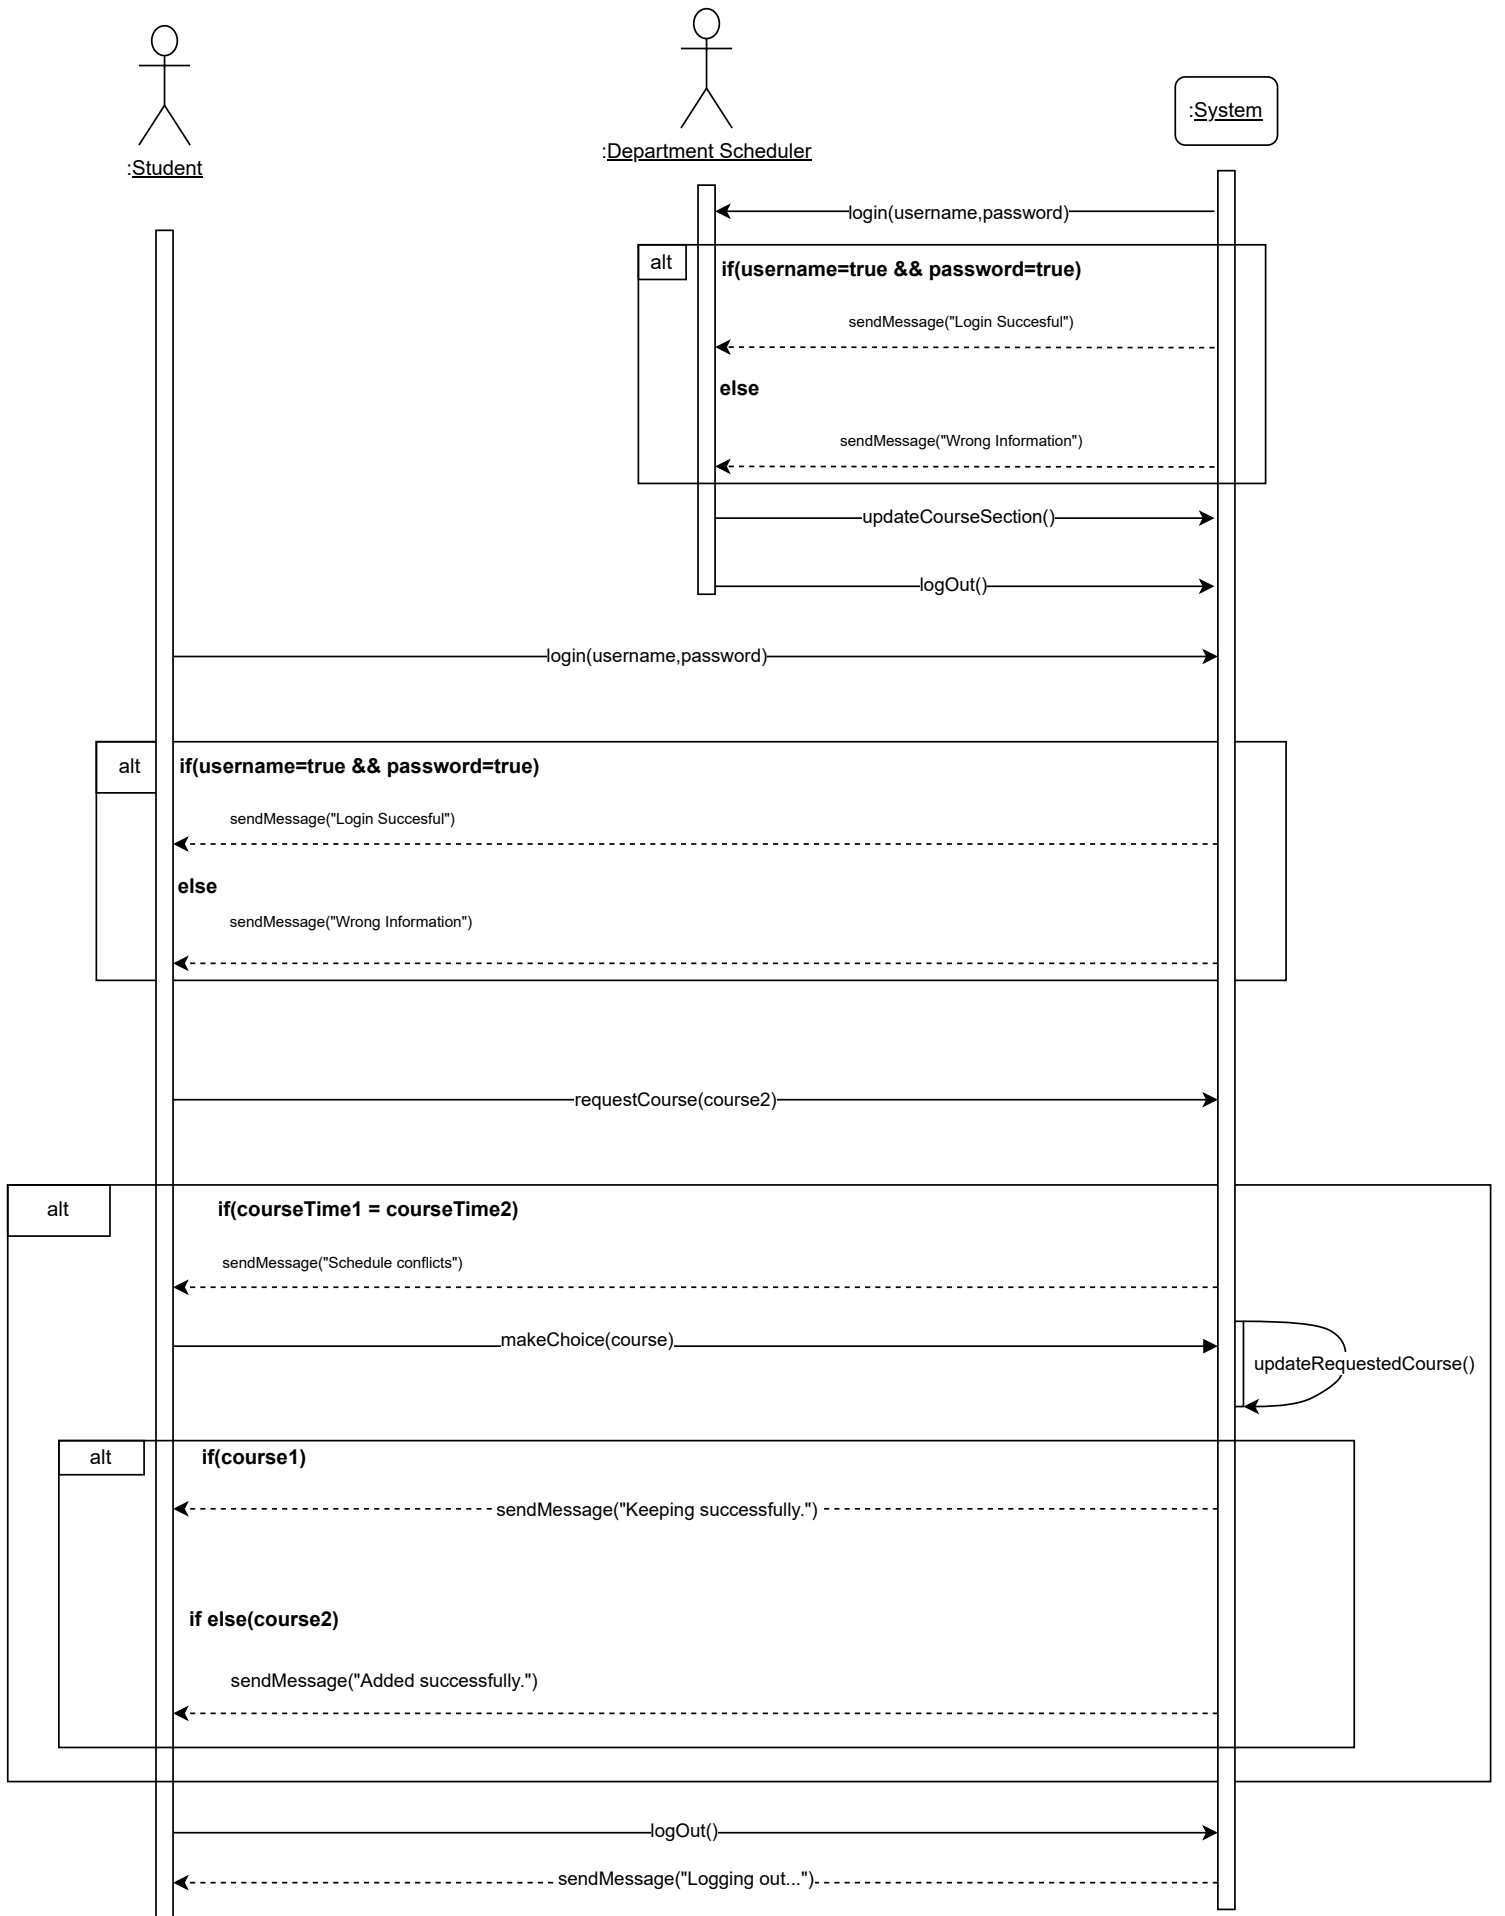 :Department Scheduler
:System
:Student
login(username,password)
alt
if(username=true && password=true)
sendMessage("Login Succesful")
else
sendMessage("Wrong Information")
updateCourseSection()
logOut()
login(username,password)
alt
if(username=true && password=true)
sendMessage("Login Succesful")
else
sendMessage("Wrong Information")
requestCourse(course2)
alt
if(courseTime1 = courseTime2)
sendMessage("Schedule conflicts")
makeChoice(course)
updateRequestedCourse()
alt
if(course1)
sendMessage("Keeping successfully.")
if else(course2)
sendMessage("Added successfully.")
logOut()
sendMessage("Logging out...")